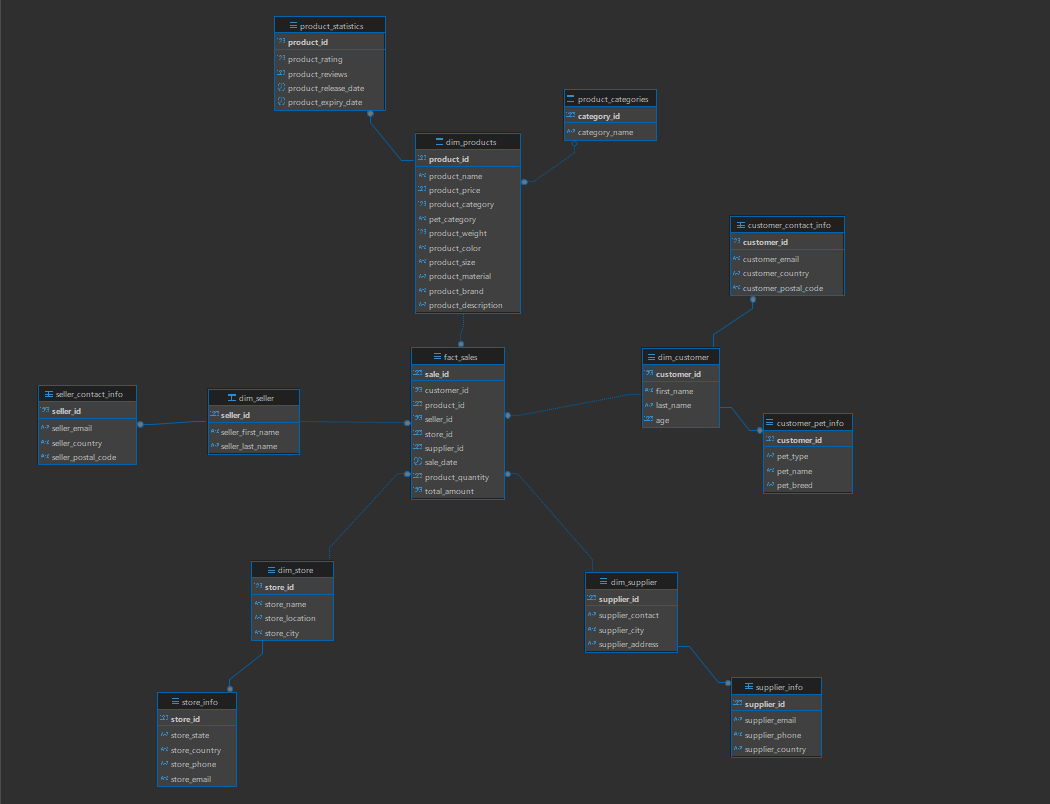 product_statistics
product_id
product_rating
product_reviews
product_release_date
product_expiry_date
product_categories
category_id
category_name
dim_products
product_id
product_name
product_price
product_category
pet_category
product_weight
product_color
product_size
product_material
product_brand
product_description
customer_contact_info
customer_id
customer_email
customer_country
customer_postal_code
fact_sales
sale_id
customer_id
product_id
seller_id
store_id
supplier_id
sale_date
product_quantity
total_amount
dim_customer
customer_id
first_name
last_name
age
seller_contact_info
seller_id
seller_email
seller_country
seller_postal_code
dim_seller
seller_id
seller_first_name
seller_last_name
customer_pet_info
customer_id
pet_type
pet_name
pet_breed
dim_store
store_id
store_name
store_location
store_city
dim_supplier
supplier_id
supplier_contact
supplier_city
supplier_address
store_info
store_id
store_state
store_country
store_phone
store_email
supplier_info
supplier_id
supplier_email
supplier_phone
supplier_country